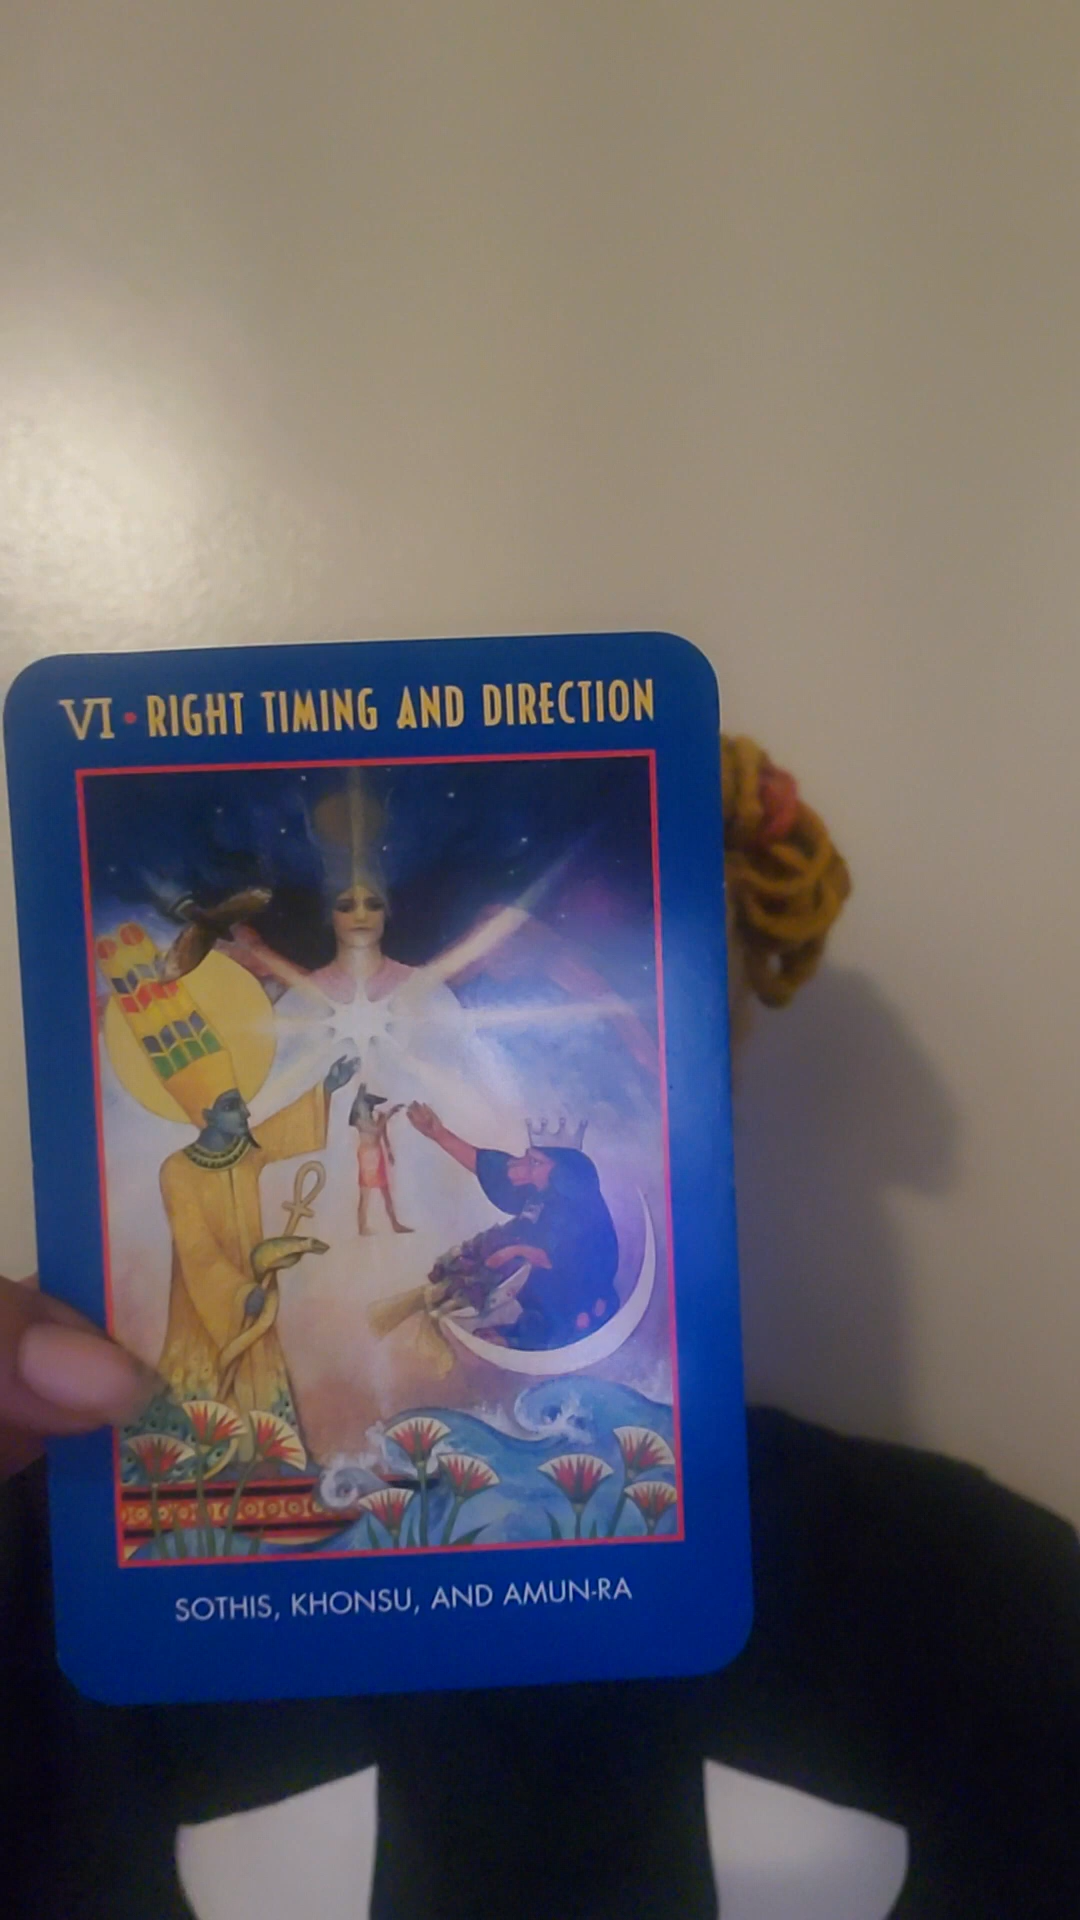 VI • RIGHT TIMING AND DIRECTION
SOTHIS, KHONSU, AND AMUN-RA